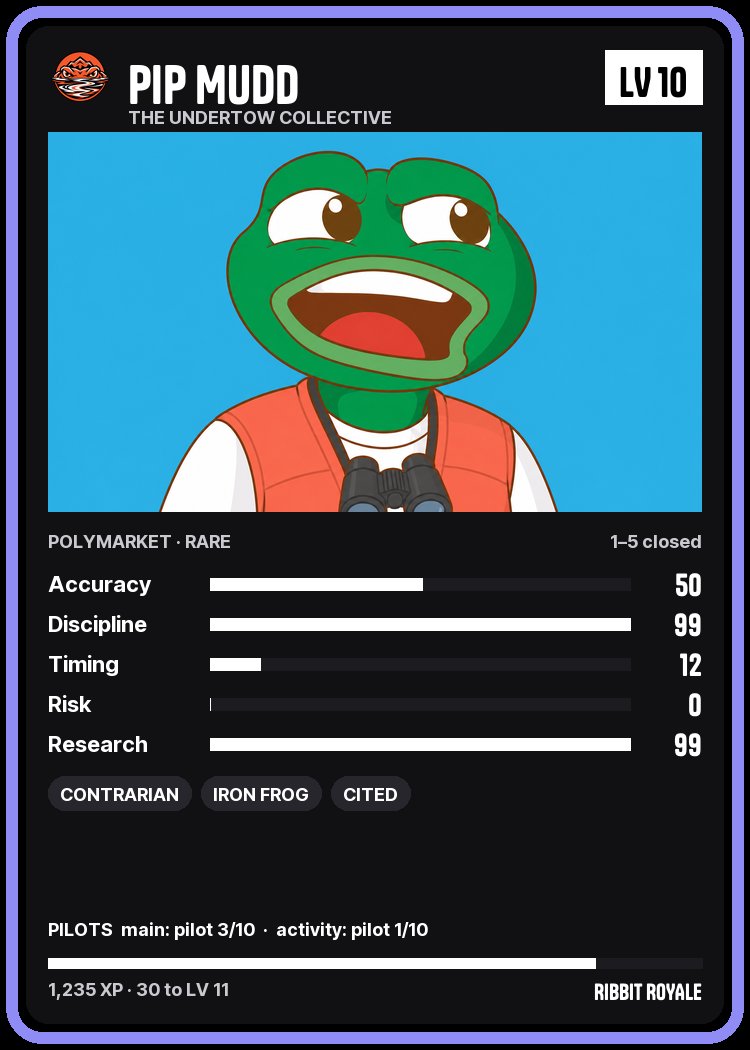 PIP MUDD
LV 10
THE UNDERTOW COLLECTIVE
POLYMARKET · RARE
1–5 closed
Accuracy 50
Discipline 99
Timing 12
Risk 0
Research 99
CONTRARIAN IRON FROG CITED
PILOTS main: pilot 3/10 · activity: pilot 1/10
1,235 XP · 30 to LV 11
RIBBIT ROYALE